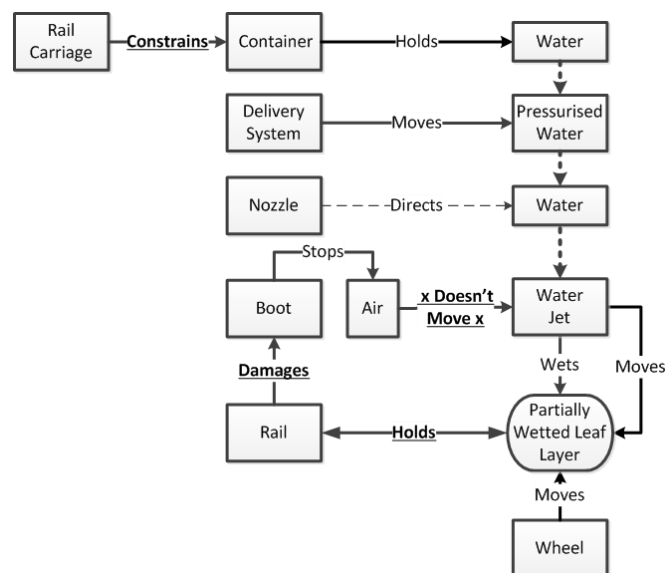 Rail
Carriage
Constrains
Container
Holds
Water
Delivery
System
Moves
Pressurised
Water
Nozzle
Directs
Water
Stops
Boot
Air
x Doesn't
Move x
Water
Jet
Damages
Wets
Moves
Rail
Holds
Partially
Wetted Leaf
Layer
Moves
Wheel